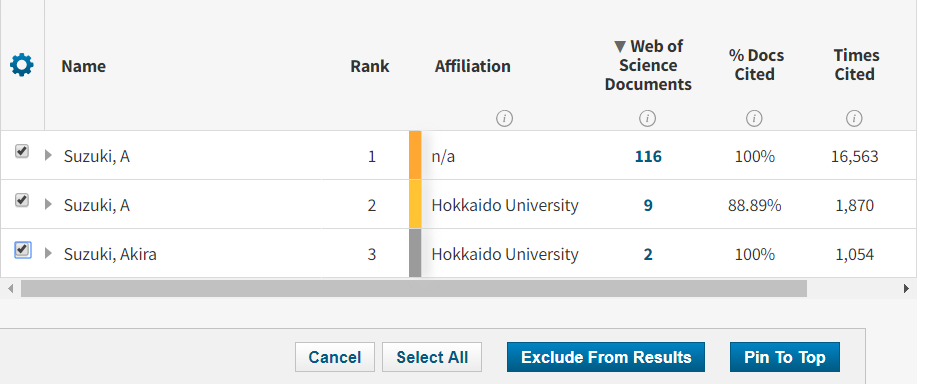 Name Rank Affiliation ▼ Web of Science Documents % Docs Cited Times Cited
i i i i
Suzuki, A 1 n/a 116 100% 16,563
Suzuki, A 2 Hokkaido University 9 88.89% 1,870
Suzuki, Akira 3 Hokkaido University 2 100% 1,054
Cancel Select All Exclude From Results Pin To Top